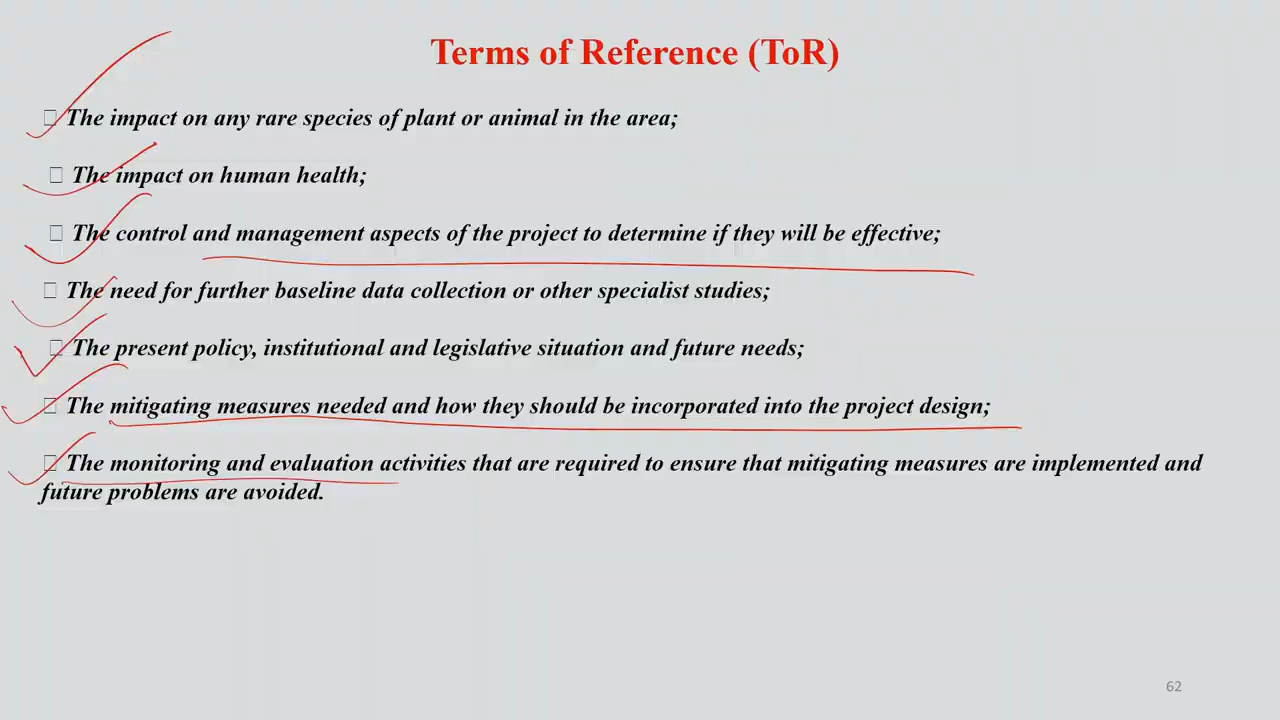 Terms of Reference (ToR)
The impact on any rare species of plant or animal in the area;
The impact on human health;
The control and management aspects of the project to determine if they will be effective;
The need for further baseline data collection or other specialist studies;
The present policy, institutional and legislative situation and future needs;
The mitigating measures needed and how they should be incorporated into the project design;
The monitoring and evaluation activities that are required to ensure that mitigating measures are implemented and
future problems are avoided.
62